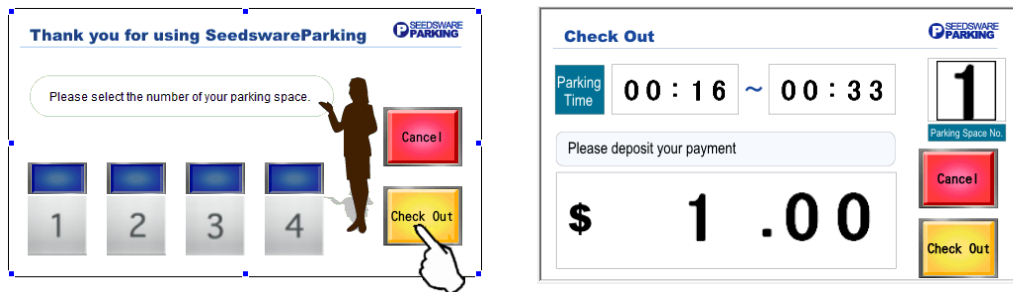 Thank you for using SeedswareParking
SEEDSWARE
PARKING
Please select the number of your parking space.
Cancel
1
2
3
4
Check Out
Check Out
SEEDSWARE
PARKING
Parking
Time
00:16 ~ 00:33
1
Parking Space No.
Please deposit your payment
Cancel
$ 1.00
Check Out